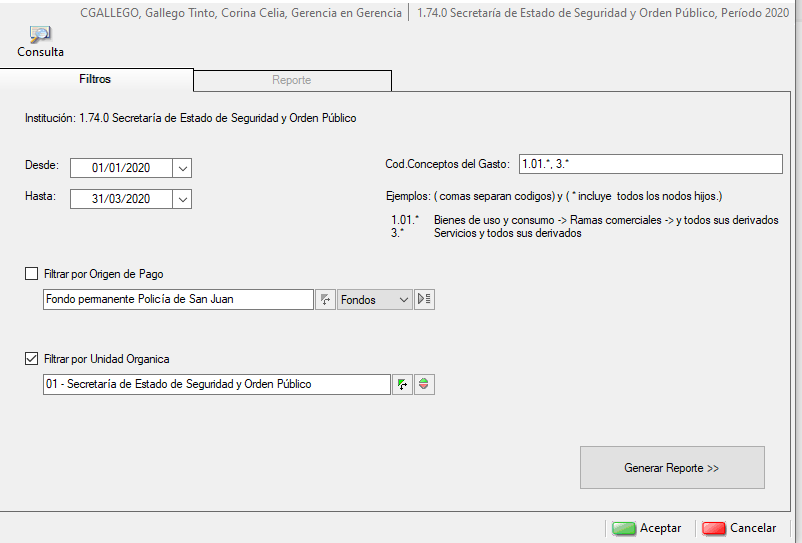 CGALLEGO, Gallego Tinto, Corina Celia, Gerencia en Gerencia | 1.74.0 Secretaría de Estado de Seguridad y Orden Público, Período 2020
Consulta
Filtros Reporte
Institución: 1.74.0 Secretaría de Estado de Seguridad y Orden Público
Desde: 01/01/2020 Cod.Conceptos del Gasto: 1.01.*, 3.*
Hasta: 31/03/2020 Ejemplos: ( comas separan codigos) y ( * incluye todos los nodos hijos.)
1.01.* Bienes de uso y consumo -> Ramas comerciales -> y todos sus derivados
3.* Servicios y todos sus derivados
Filtrar por Origen de Pago
Fondo permanente Policía de San Juan Fondos
Filtrar por Unidad Organica
01 - Secretaría de Estado de Seguridad y Orden Público
Generar Reporte >>
Aceptar Cancelar